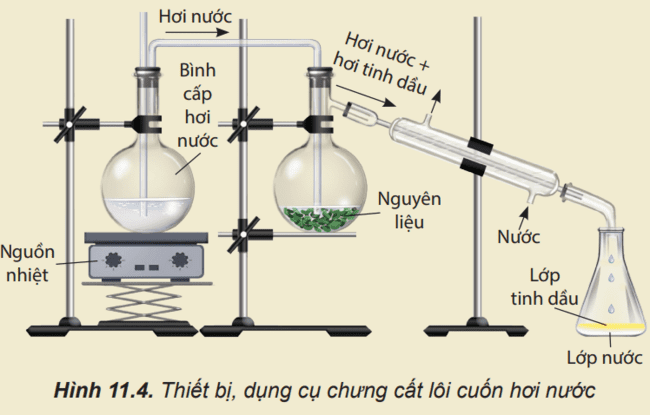 Hơi nước
Hơi nước +
hơi tinh dầu
Bình
cấp
hơi
nước
Nguyên
liệu
Nguồn
nhiệt
Nước
Lớp
tinh dầu
Lớp nước
Hình 11.4. Thiết bị, dụng cụ chưng cất lôi cuốn hơi nước